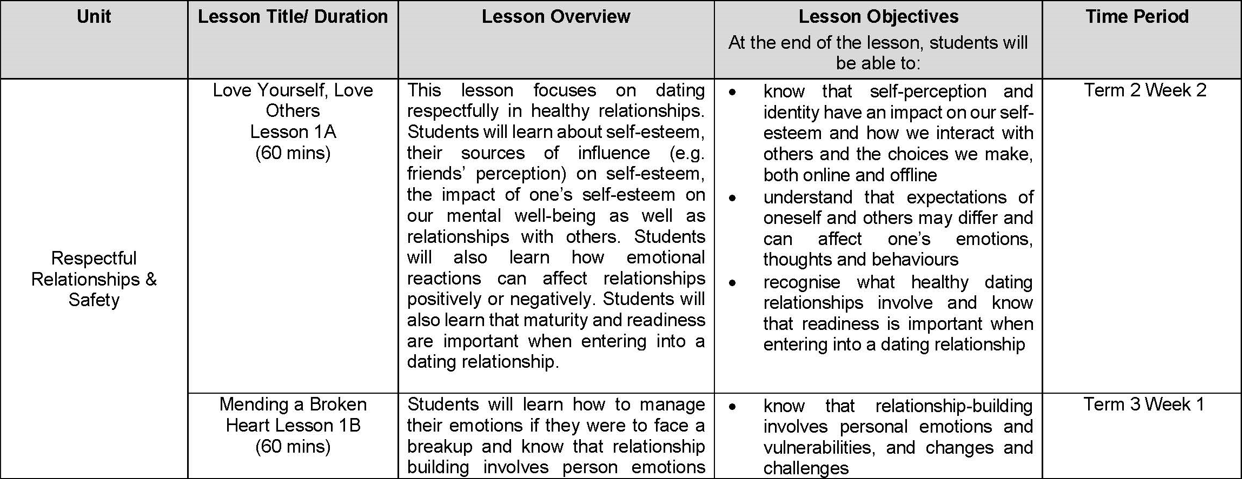 Unit
Lesson Title/ Duration
Lesson Overview
Lesson Objectives
At the end of the lesson, students will
be able to:
Time Period
Respectful
Relationships &
Safety
Love Yourself, Love
Others
Lesson 1A
(60 mins)
This lesson focuses on dating
respectfully in healthy relationships.
Students will learn about self-esteem,
their sources of influence (e.g.
friends' perception) on self-esteem,
the impact of one's self-esteem on
our mental well-being as well as
relationships with others. Students
will also learn how emotional
reactions can affect relationships
positively or negatively. Students will
also learn that maturity and readiness
are important when entering into a
dating relationship.
• know that self-perception and
identity have an impact on our self-
esteem and how we interact with
others and the choices we make,
both online and offline
• understand that expectations of
oneself and others may differ and
can affect one's emotions,
thoughts and behaviours
• recognise what healthy dating
relationships involve and know
that readiness is important when
entering into a dating relationship
Term 2 Week 2
Mending a Broken
Heart Lesson 1B
(60 mins)
Students will learn how to manage
their emotions if they were to face a
breakup and know that relationship
building involves person emotions
• know that relationship-building
involves personal emotions and
vulnerabilities, and changes and
challenges
Term 3 Week 1